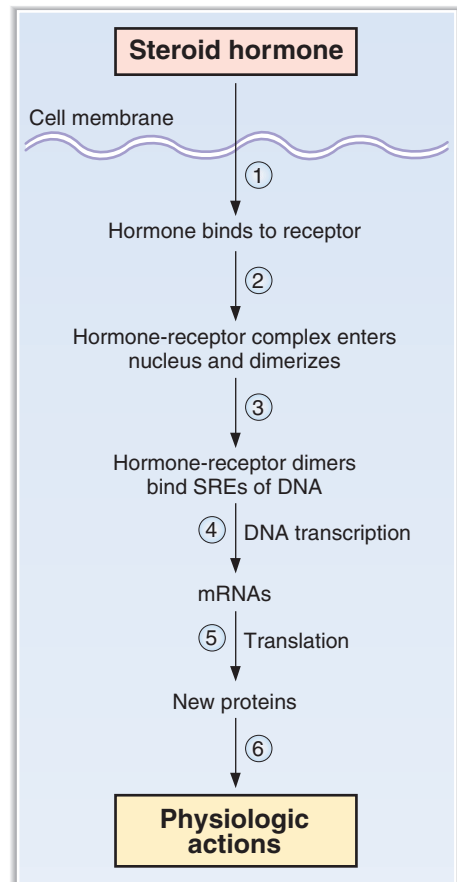 Steroid hormone
Cell membrane
1
Hormone binds to receptor
2
Hormone-receptor complex enters
nucleus and dimerizes
3
Hormone-receptor dimers
bind SREs of DNA
4 DNA transcription
mRNAs
5 Translation
New proteins
6
Physiologic
actions